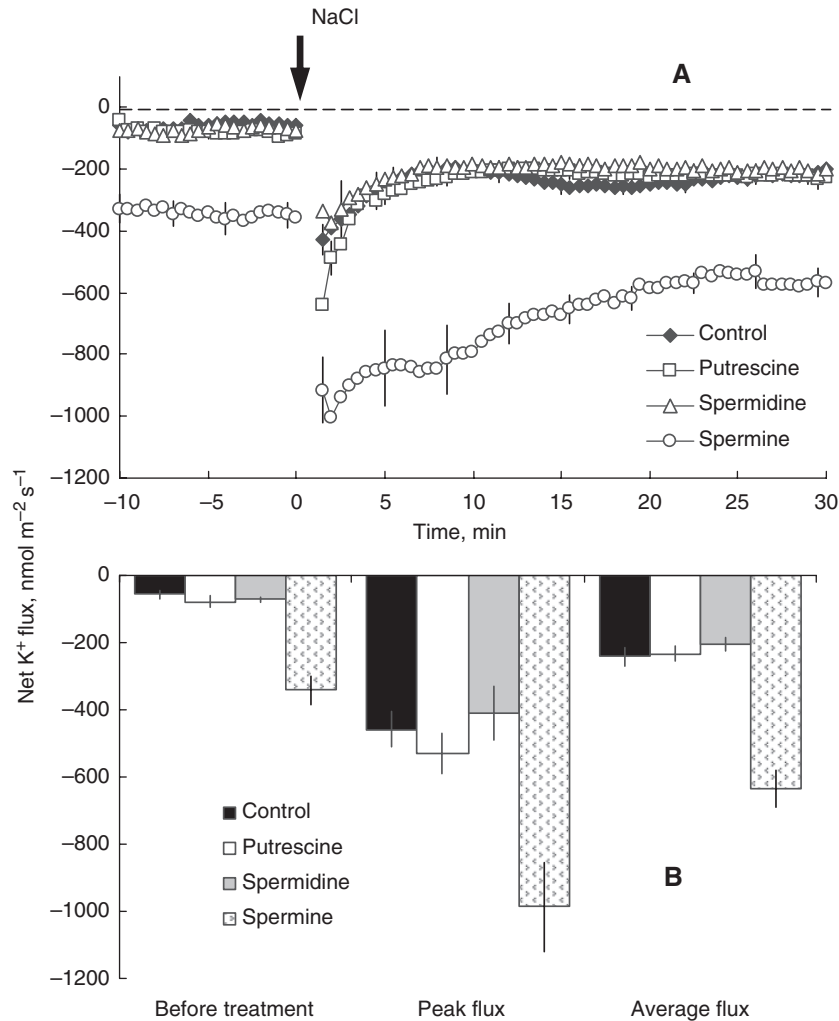 NaCl
A
0
−200
−400
−600
−800
−1000
−1200
Control
Putrescine
Spermidine
Spermine
−10 −5 0 5 10 15 20 25 30
Time, min
Net K⁺ flux, nmol m⁻² s⁻¹
0
−200
−400
−600
−800
−1000
−1200
Control
Putrescine
Spermidine
Spermine
B
Before treatment Peak flux Average flux